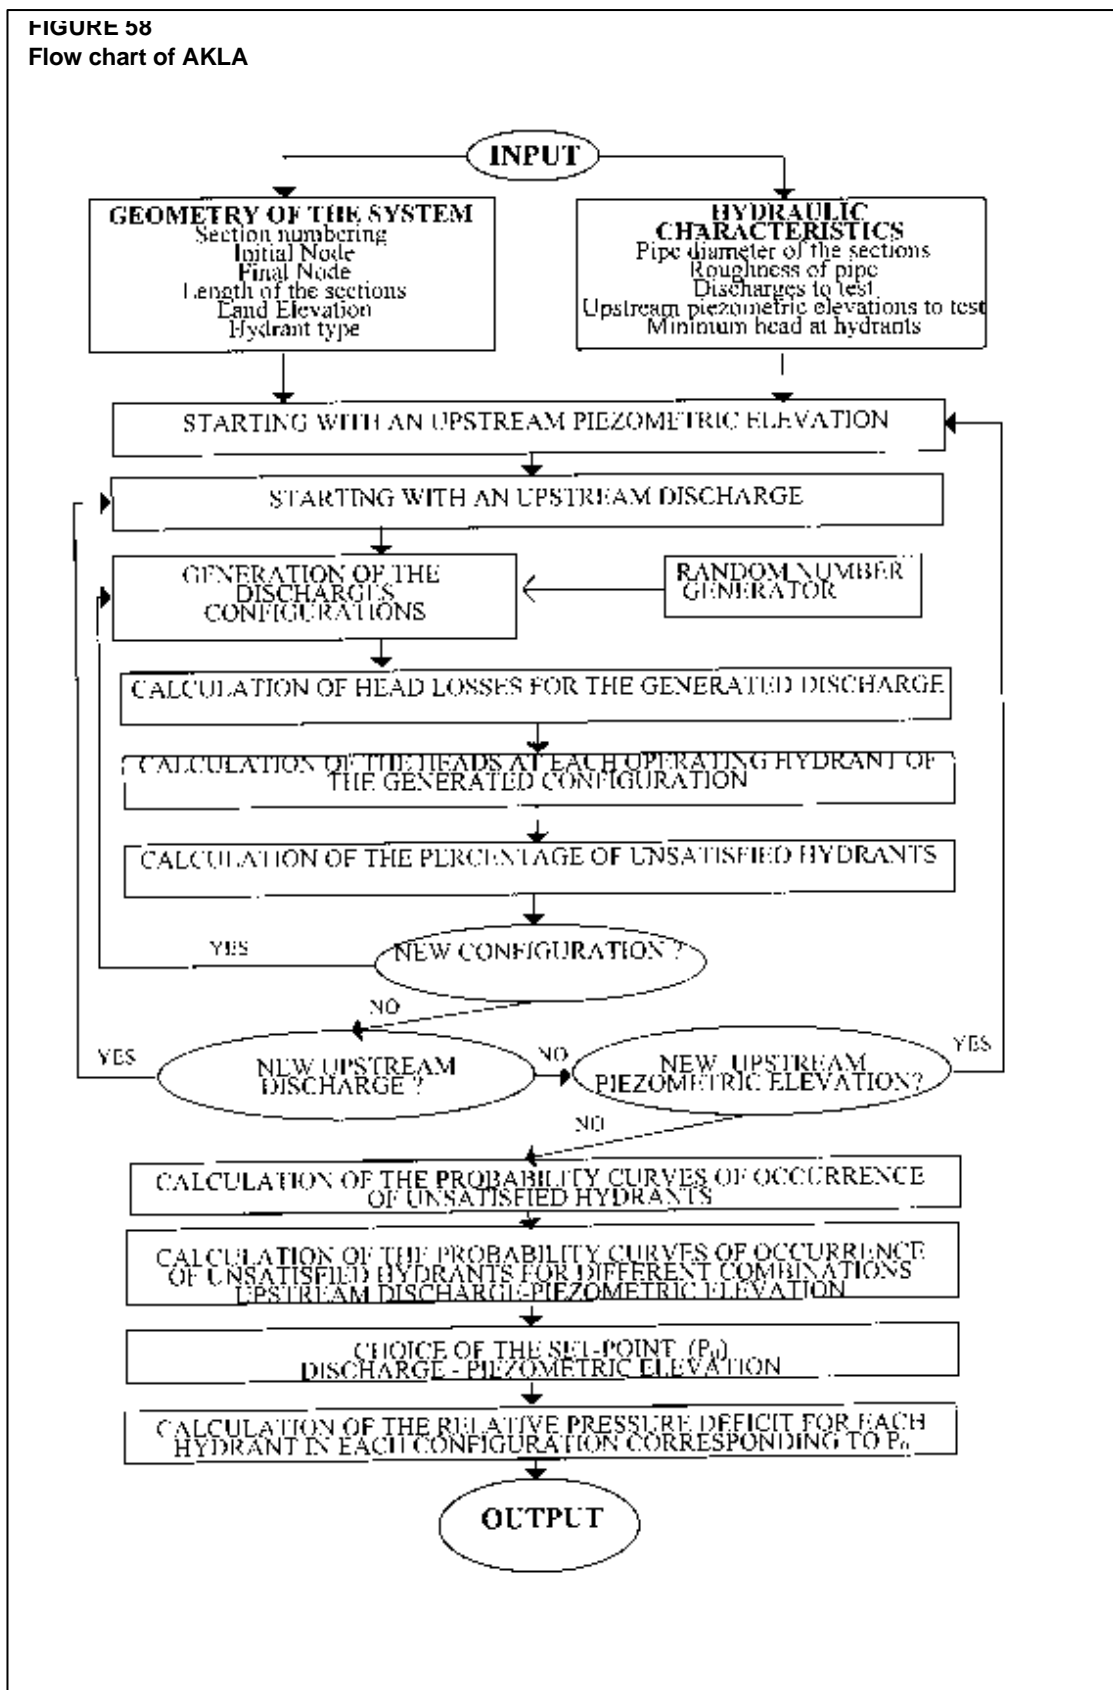 FIGURE 58
Flow chart of AKLA
INPUT
GEOMETRY OF THE SYSTEM
Section numbering
Initial Node
Final Node
Length of the sections
Land Elevation
Hydrant type
HYDRAULIC
CHARACTERISTICS
Pipe diameter of the sections
Roughness of pipe
Discharges to test
Upstream piezometric elevations to test
Minimum head at hydrants
STARTING WITH AN UPSTREAM PIEZOMETRIC ELEVATION
STARTING WITH AN UPSTREAM DISCHARGE
GENERATION OF THE
DISCHARGES
CONFIGURATIONS
RANDOM NUMBER
GENERATOR
CALCULATION OF HEAD LOSSES FOR THE GENERATED DISCHARGE
CALCULATION OF THE HEADS AT EACH OPERATING HYDRANT OF
THE GENERATED CONFIGURATION
CALCULATION OF THE PERCENTAGE OF UNSATISFIED HYDRANTS
YES
NEW CONFIGURATION ?
NO
YES
NEW UPSTREAM
DISCHARGE ?
NO
NEW UPSTREAM
PIEZOMETRIC ELEVATION?
YES
NO
CALCULATION OF THE PROBABILITY CURVES OF OCCURRENCE
OF UNSATISFIED HYDRANTS
CALCULATION OF THE PROBABILITY CURVES OF OCCURRENCE
OF UNSATISFIED HYDRANTS FOR DIFFERENT COMBINATIONS
UPSTREAM DISCHARGE-PIEZOMETRIC ELEVATION
CHOICE OF THE SET-POINT (P₀)
DISCHARGE - PIEZOMETRIC ELEVATION
CALCULATION OF THE RELATIVE PRESSURE DEFICIT FOR EACH
HYDRANT IN EACH CONFIGURATION CORRESPONDING TO P₀
OUTPUT